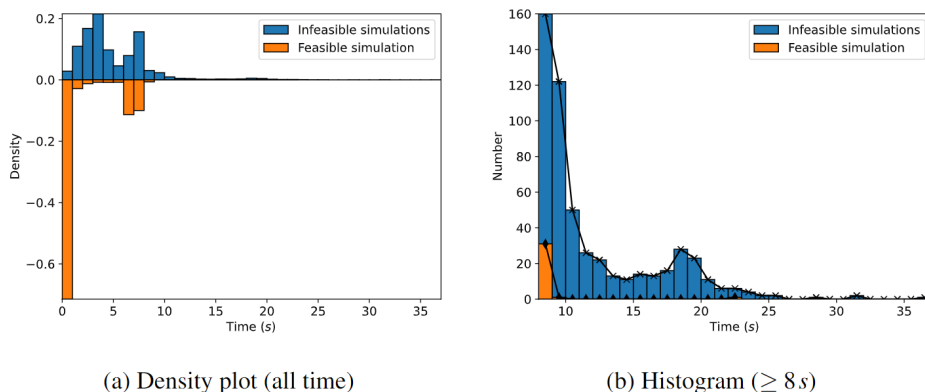 Infeasible simulations
Feasible simulation
0.2
0.0
−0.2
−0.4
−0.6
Density
0 5 10 15 20 25 30 35
Time (s)
(a) Density plot (all time)
Infeasible simulations
Feasible simulation
160
140
120
100
80
60
40
20
0
Number
10 15 20 25 30 35
Time (s)
(b) Histogram (≥ 8 s)